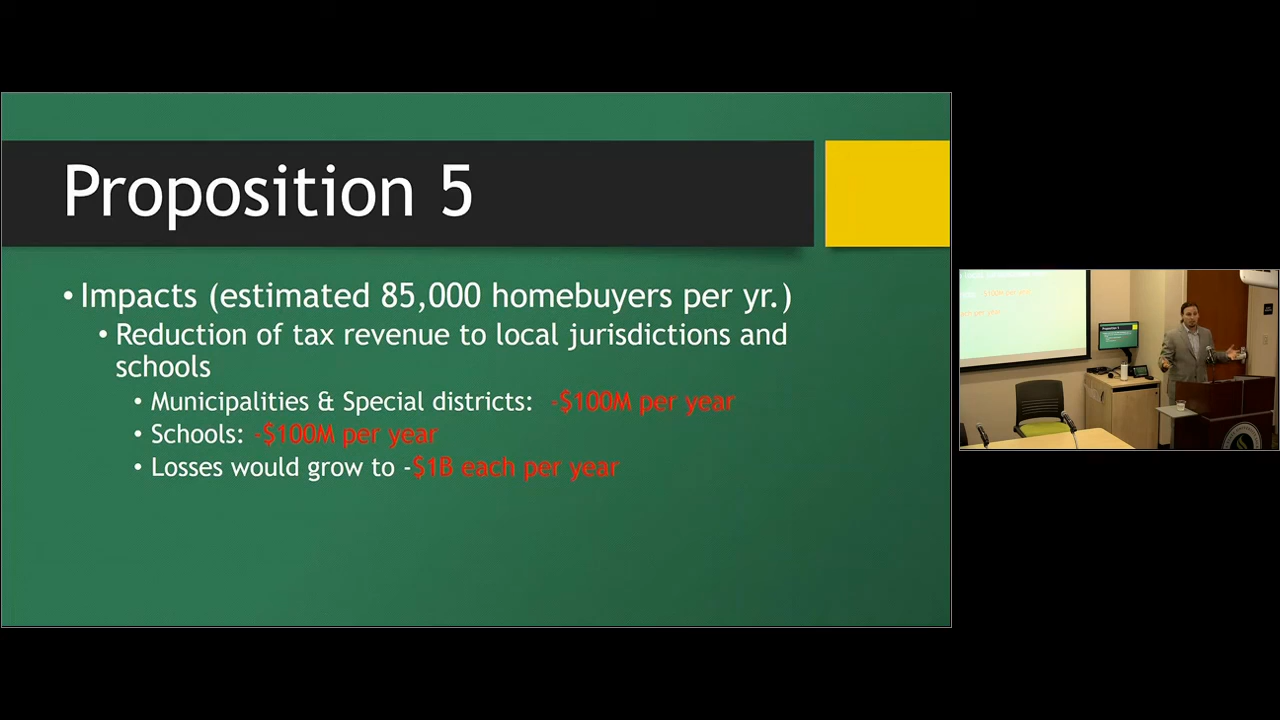 Proposition 5
• Impacts (estimated 85,000 homebuyers per yr.)
• Reduction of tax revenue to local jurisdictions and
schools
• Municipalities & Special districts: -$100M per year
• Schools: -$100M per year
• Losses would grow to -$1B each per year